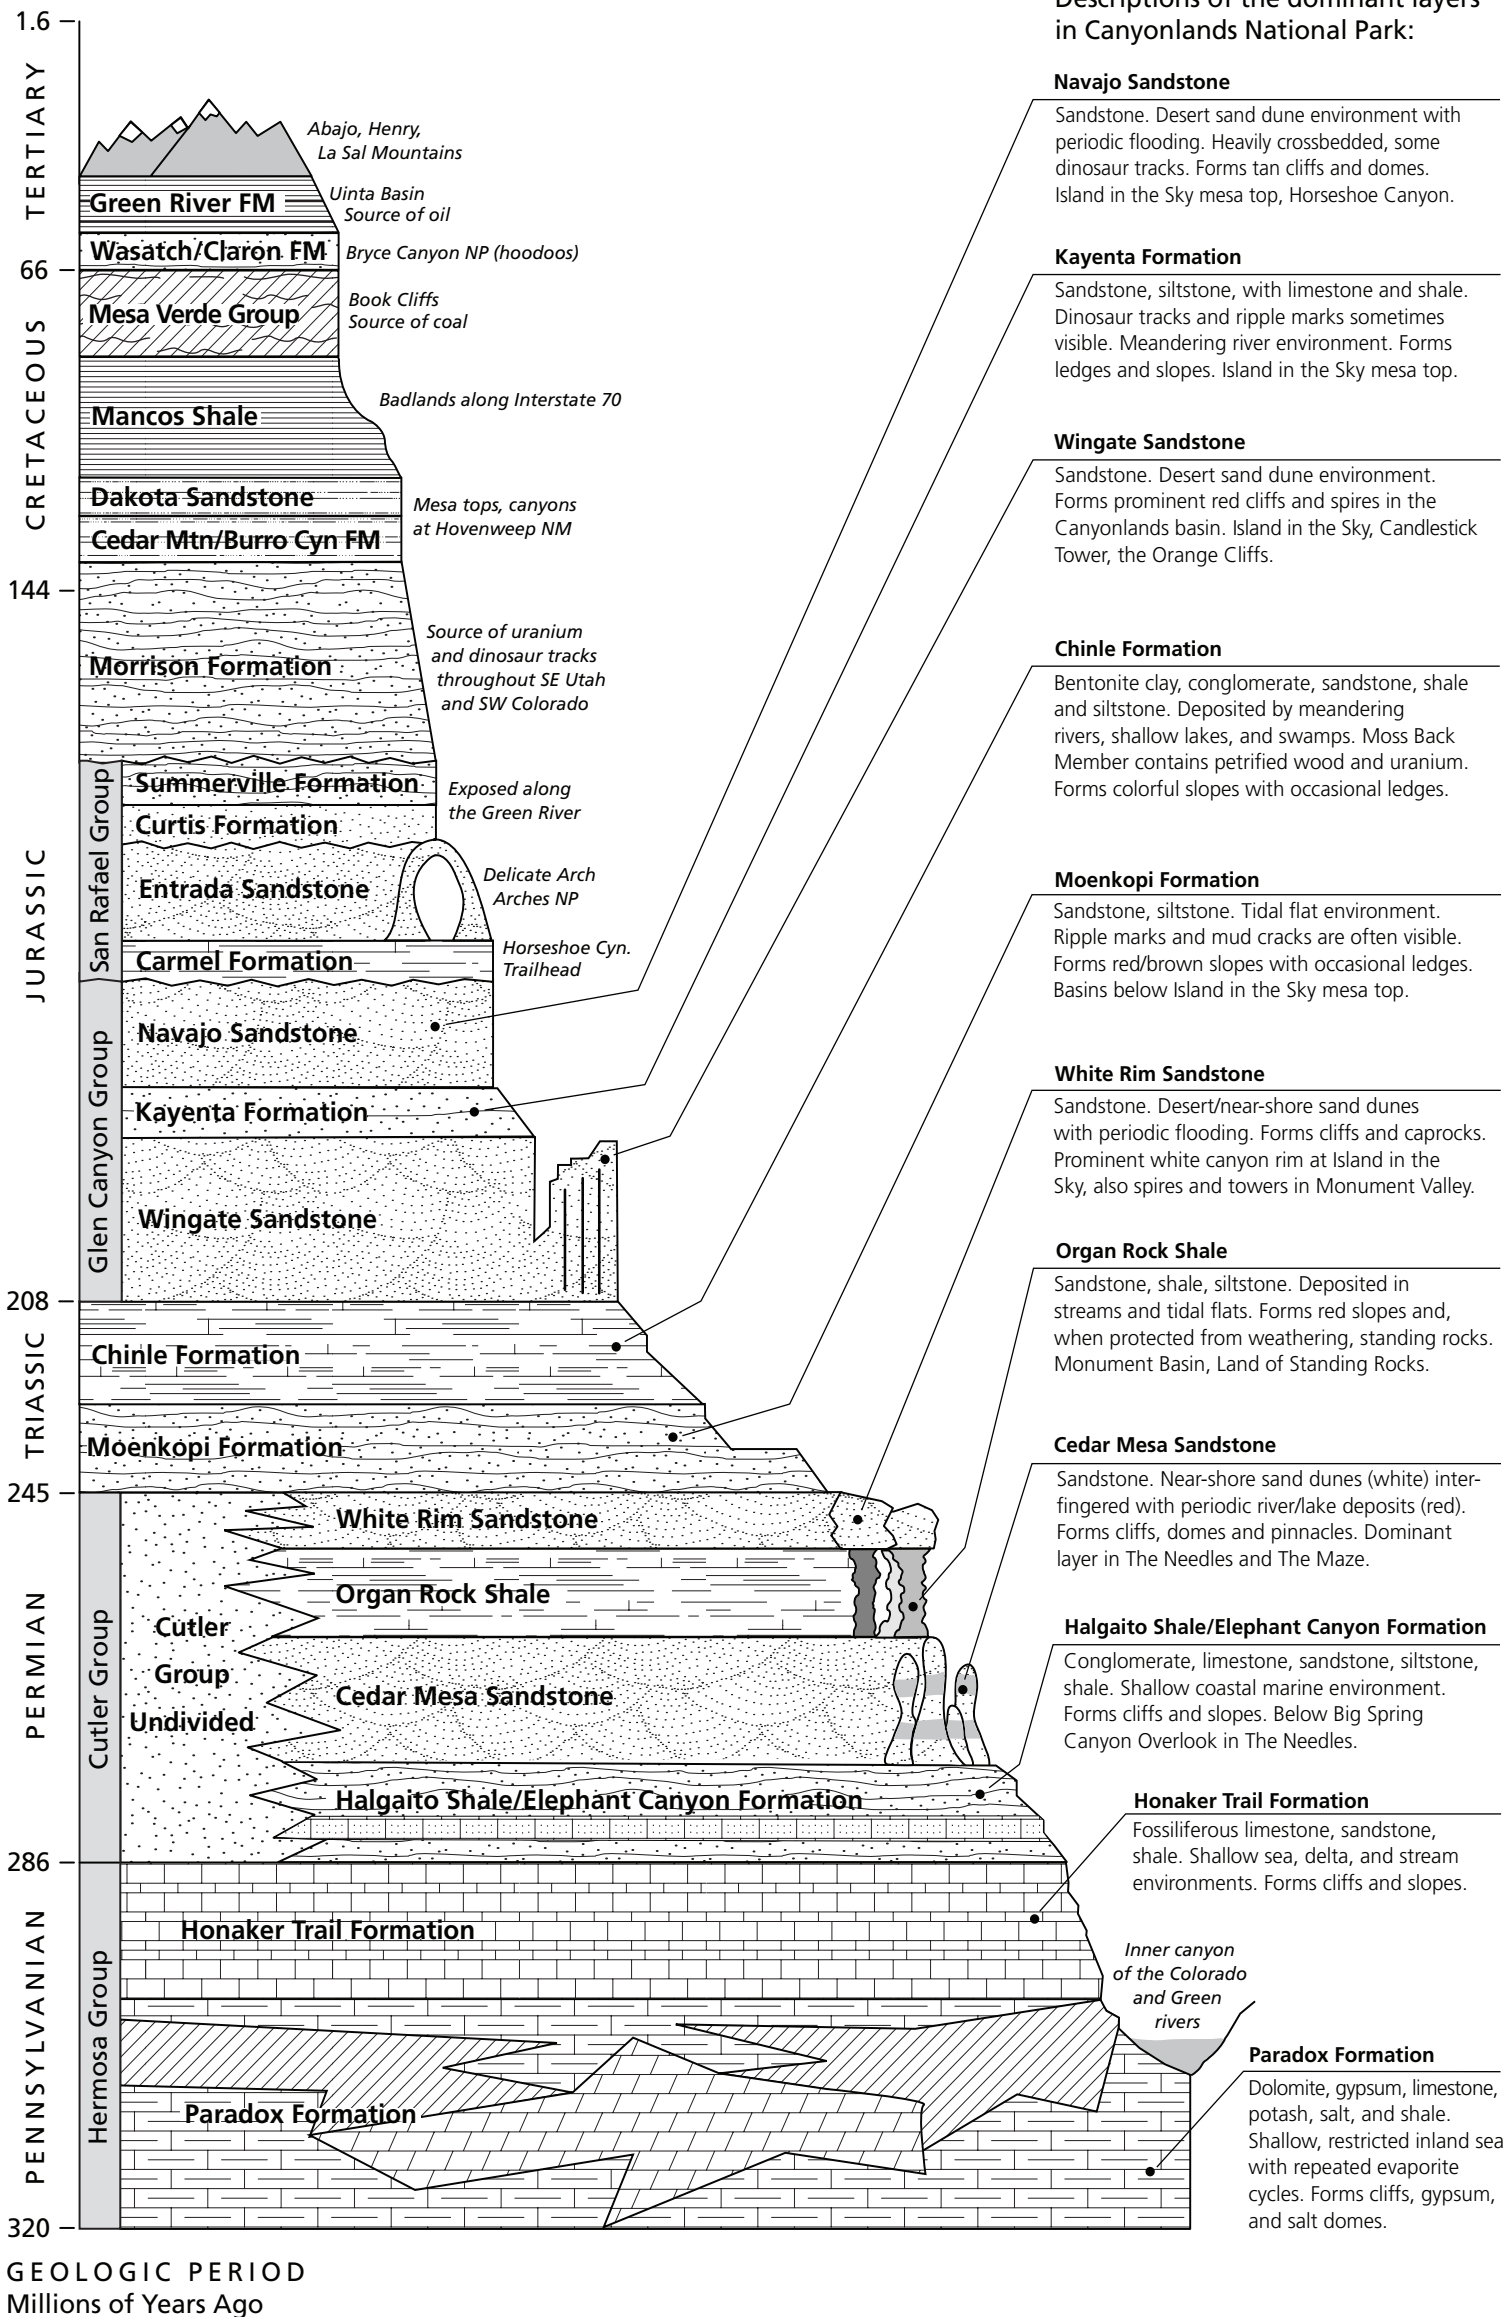 1.6
TERTIARY
66
CRETACEOUS
144
JURASSIC
208
TRIASSIC
245
PERMIAN
286
PENNSYLVANIAN
320
GEOLOGIC PERIOD
Millions of Years Ago
Abajo, Henry,
La Sal Mountains
Green River FM
Uinta Basin
Source of oil
Wasatch/Claron FM
Bryce Canyon NP (hoodoos)
Mesa Verde Group
Book Cliffs
Source of coal
Mancos Shale
Badlands along Interstate 70
Dakota Sandstone
Cedar Mtn/Burro Cyn FM
Mesa tops, canyons
at Hovenweep NM
Morrison Formation
Source of uranium
and dinosaur tracks
throughout SE Utah
and SW Colorado
San Rafael Group
Summerville Formation
Exposed along
the Green River
Curtis Formation
Entrada Sandstone
Delicate Arch
Arches NP
Carmel Formation
Horseshoe Cyn.
Trailhead
Glen Canyon Group
Navajo Sandstone
Kayenta Formation
Wingate Sandstone
Chinle Formation
Moenkopi Formation
Cutler Group
Cutler
Group
Undivided
White Rim Sandstone
Organ Rock Shale
Cedar Mesa Sandstone
Halgaito Shale/Elephant Canyon Formation
Hermosa Group
Honaker Trail Formation
Paradox Formation
Inner canyon
of the Colorado
and Green
rivers
Descriptions of the dominant layers
in Canyonlands National Park:
Navajo Sandstone
Sandstone. Desert sand dune environment with
periodic flooding. Heavily crossbedded, some
dinosaur tracks. Forms tan cliffs and domes.
Island in the Sky mesa top, Horseshoe Canyon.
Kayenta Formation
Sandstone, siltstone, with limestone and shale.
Dinosaur tracks and ripple marks sometimes
visible. Meandering river environment. Forms
ledges and slopes. Island in the Sky mesa top.
Wingate Sandstone
Sandstone. Desert sand dune environment.
Forms prominent red cliffs and spires in the
Canyonlands basin. Island in the Sky, Candlestick
Tower, the Orange Cliffs.
Chinle Formation
Bentonite clay, conglomerate, sandstone, shale
and siltstone. Deposited by meandering
rivers, shallow lakes, and swamps. Moss Back
Member contains petrified wood and uranium.
Forms colorful slopes with occasional ledges.
Moenkopi Formation
Sandstone, siltstone. Tidal flat environment.
Ripple marks and mud cracks are often visible.
Forms red/brown slopes with occasional ledges.
Basins below Island in the Sky mesa top.
White Rim Sandstone
Sandstone. Desert/near-shore sand dunes
with periodic flooding. Forms cliffs and caprocks.
Prominent white canyon rim at Island in the
Sky, also spires and towers in Monument Valley.
Organ Rock Shale
Sandstone, shale, siltstone. Deposited in
streams and tidal flats. Forms red slopes and,
when protected from weathering, standing rocks.
Monument Basin, Land of Standing Rocks.
Cedar Mesa Sandstone
Sandstone. Near-shore sand dunes (white) inter-
fingered with periodic river/lake deposits (red).
Forms cliffs, domes and pinnacles. Dominant
layer in The Needles and The Maze.
Halgaito Shale/Elephant Canyon Formation
Conglomerate, limestone, sandstone, siltstone,
shale. Shallow coastal marine environment.
Forms cliffs and slopes. Below Big Spring
Canyon Overlook in The Needles.
Honaker Trail Formation
Fossiliferous limestone, sandstone,
shale. Shallow sea, delta, and stream
environments. Forms cliffs and slopes.
Paradox Formation
Dolomite, gypsum, limestone,
potash, salt, and shale.
Shallow, restricted inland sea
with repeated evaporite
cycles. Forms cliffs, gypsum,
and salt domes.